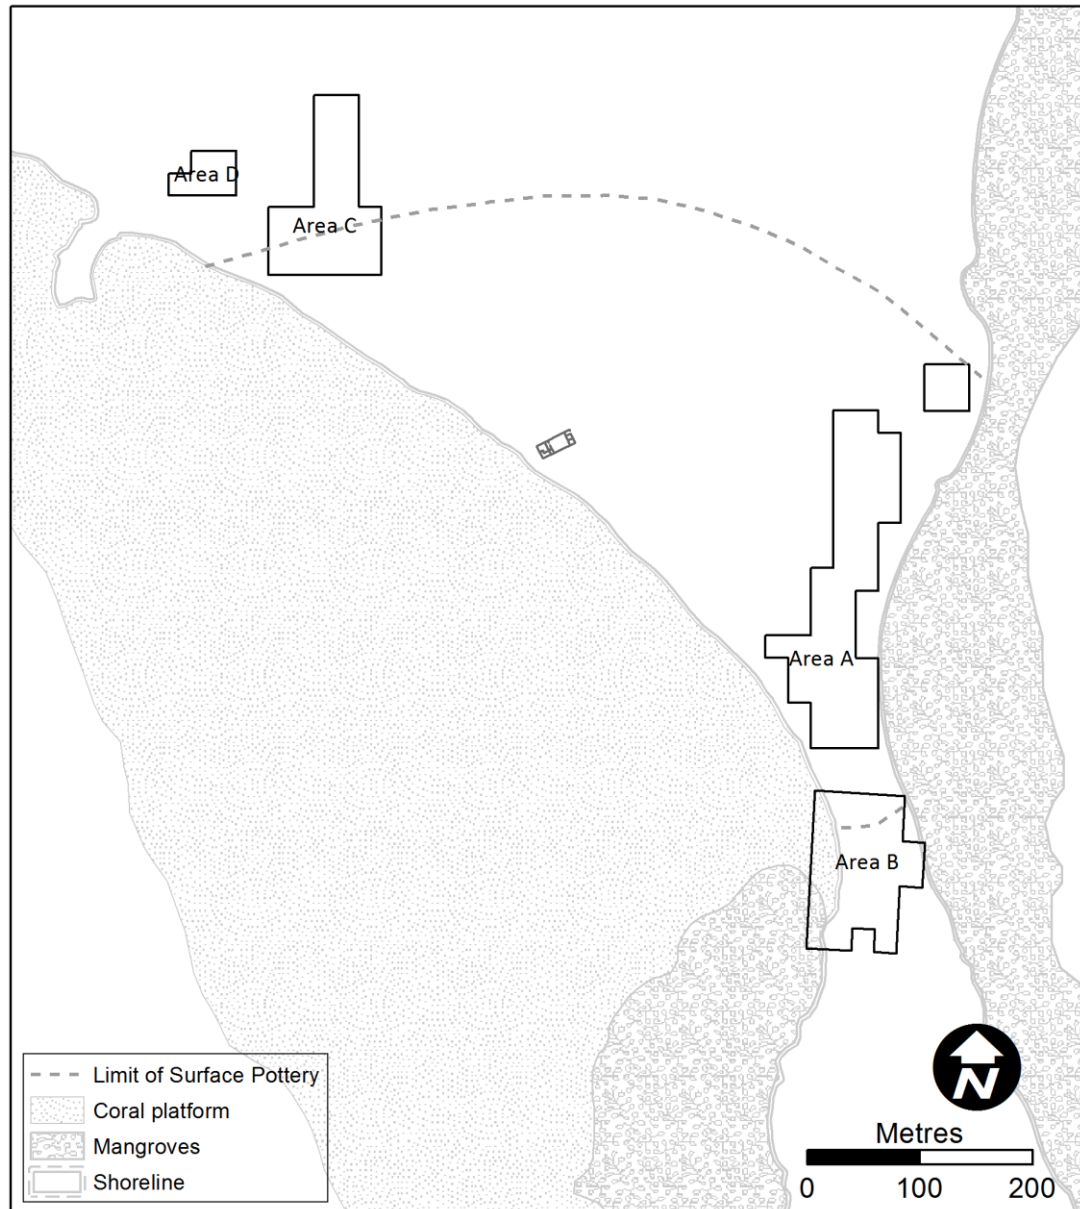 Area D
Area C
Area A
Area B
Limit of Surface Pottery
Coral platform
Mangroves
Shoreline
N
Metres
0 100 200